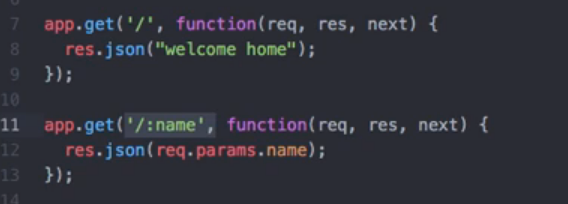 7 app.get('/', function(req, res, next) {
8 res.json("welcome home");
9 });
10
11 app.get('/:name', function(req, res, next) {
12 res.json(req.params.name);
13 });
14